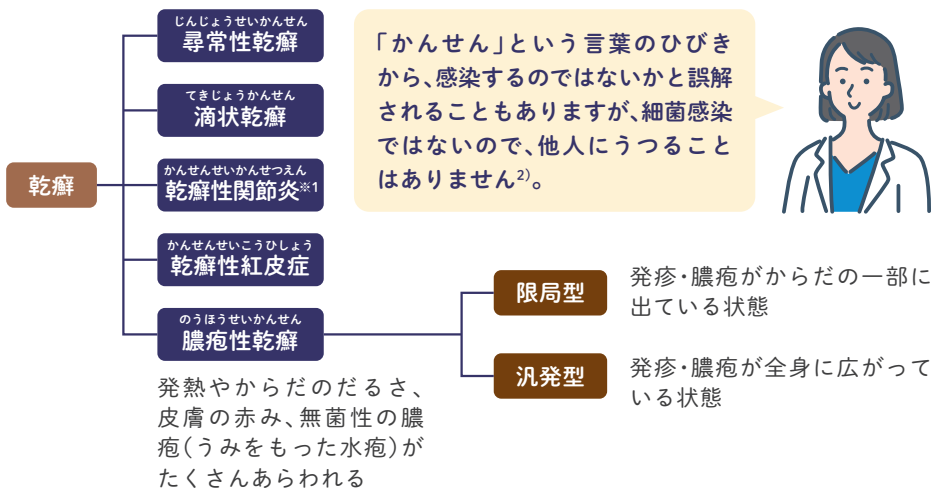 乾癬
じんじょうせいかんせん
尋常性乾癬
てきじょうかんせん
滴状乾癬
かんせんせいかんせつえん
乾癬性関節炎※1
かんせんせいこうひしょう
乾癬性紅皮症
のうほうせいかんせん
膿疱性乾癬
発熱やからだのだるさ、
皮膚の赤み、無菌性の膿
疱(うみをもった水疱)が
たくさんあらわれる
「かんせん」という言葉のひびき
から、感染するのではないかと誤解
されることもありますが、細菌感染
ではないので、他人にうつること
はありません2)。
限局型
発疹・膿疱がからだの一部に
出ている状態
汎発型
発疹・膿疱が全身に広がって
いる状態